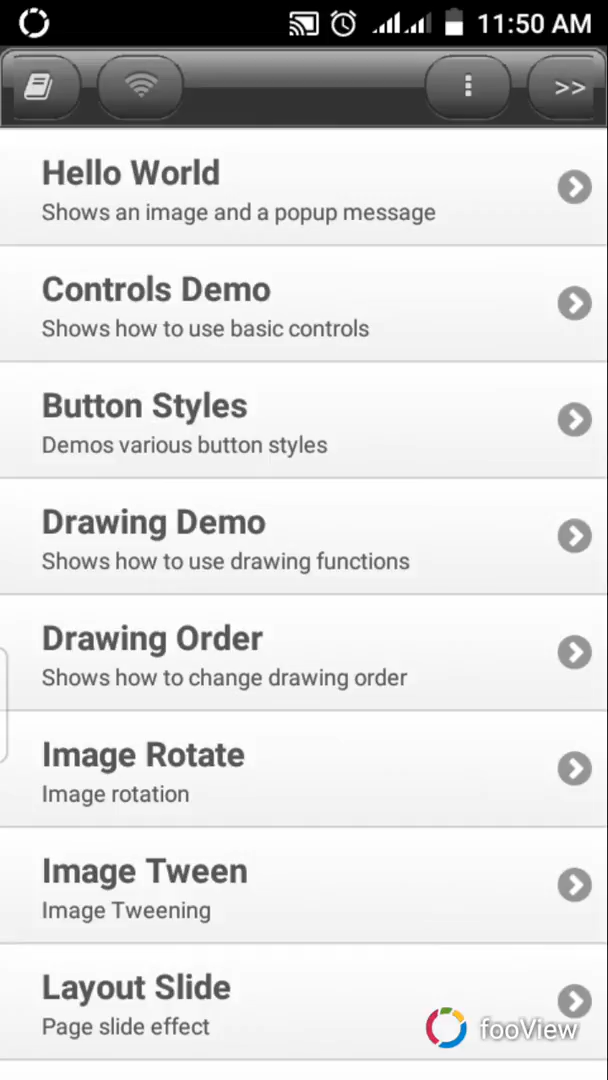 11:50 AM
>>
Hello World
Shows an image and a popup message
Controls Demo
Shows how to use basic controls
Button Styles
Demos various button styles
Drawing Demo
Shows how to use drawing functions
Drawing Order
Shows how to change drawing order
Image Rotate
Image rotation
Image Tween
Image Tweening
Layout Slide
Page slide effect
fooView